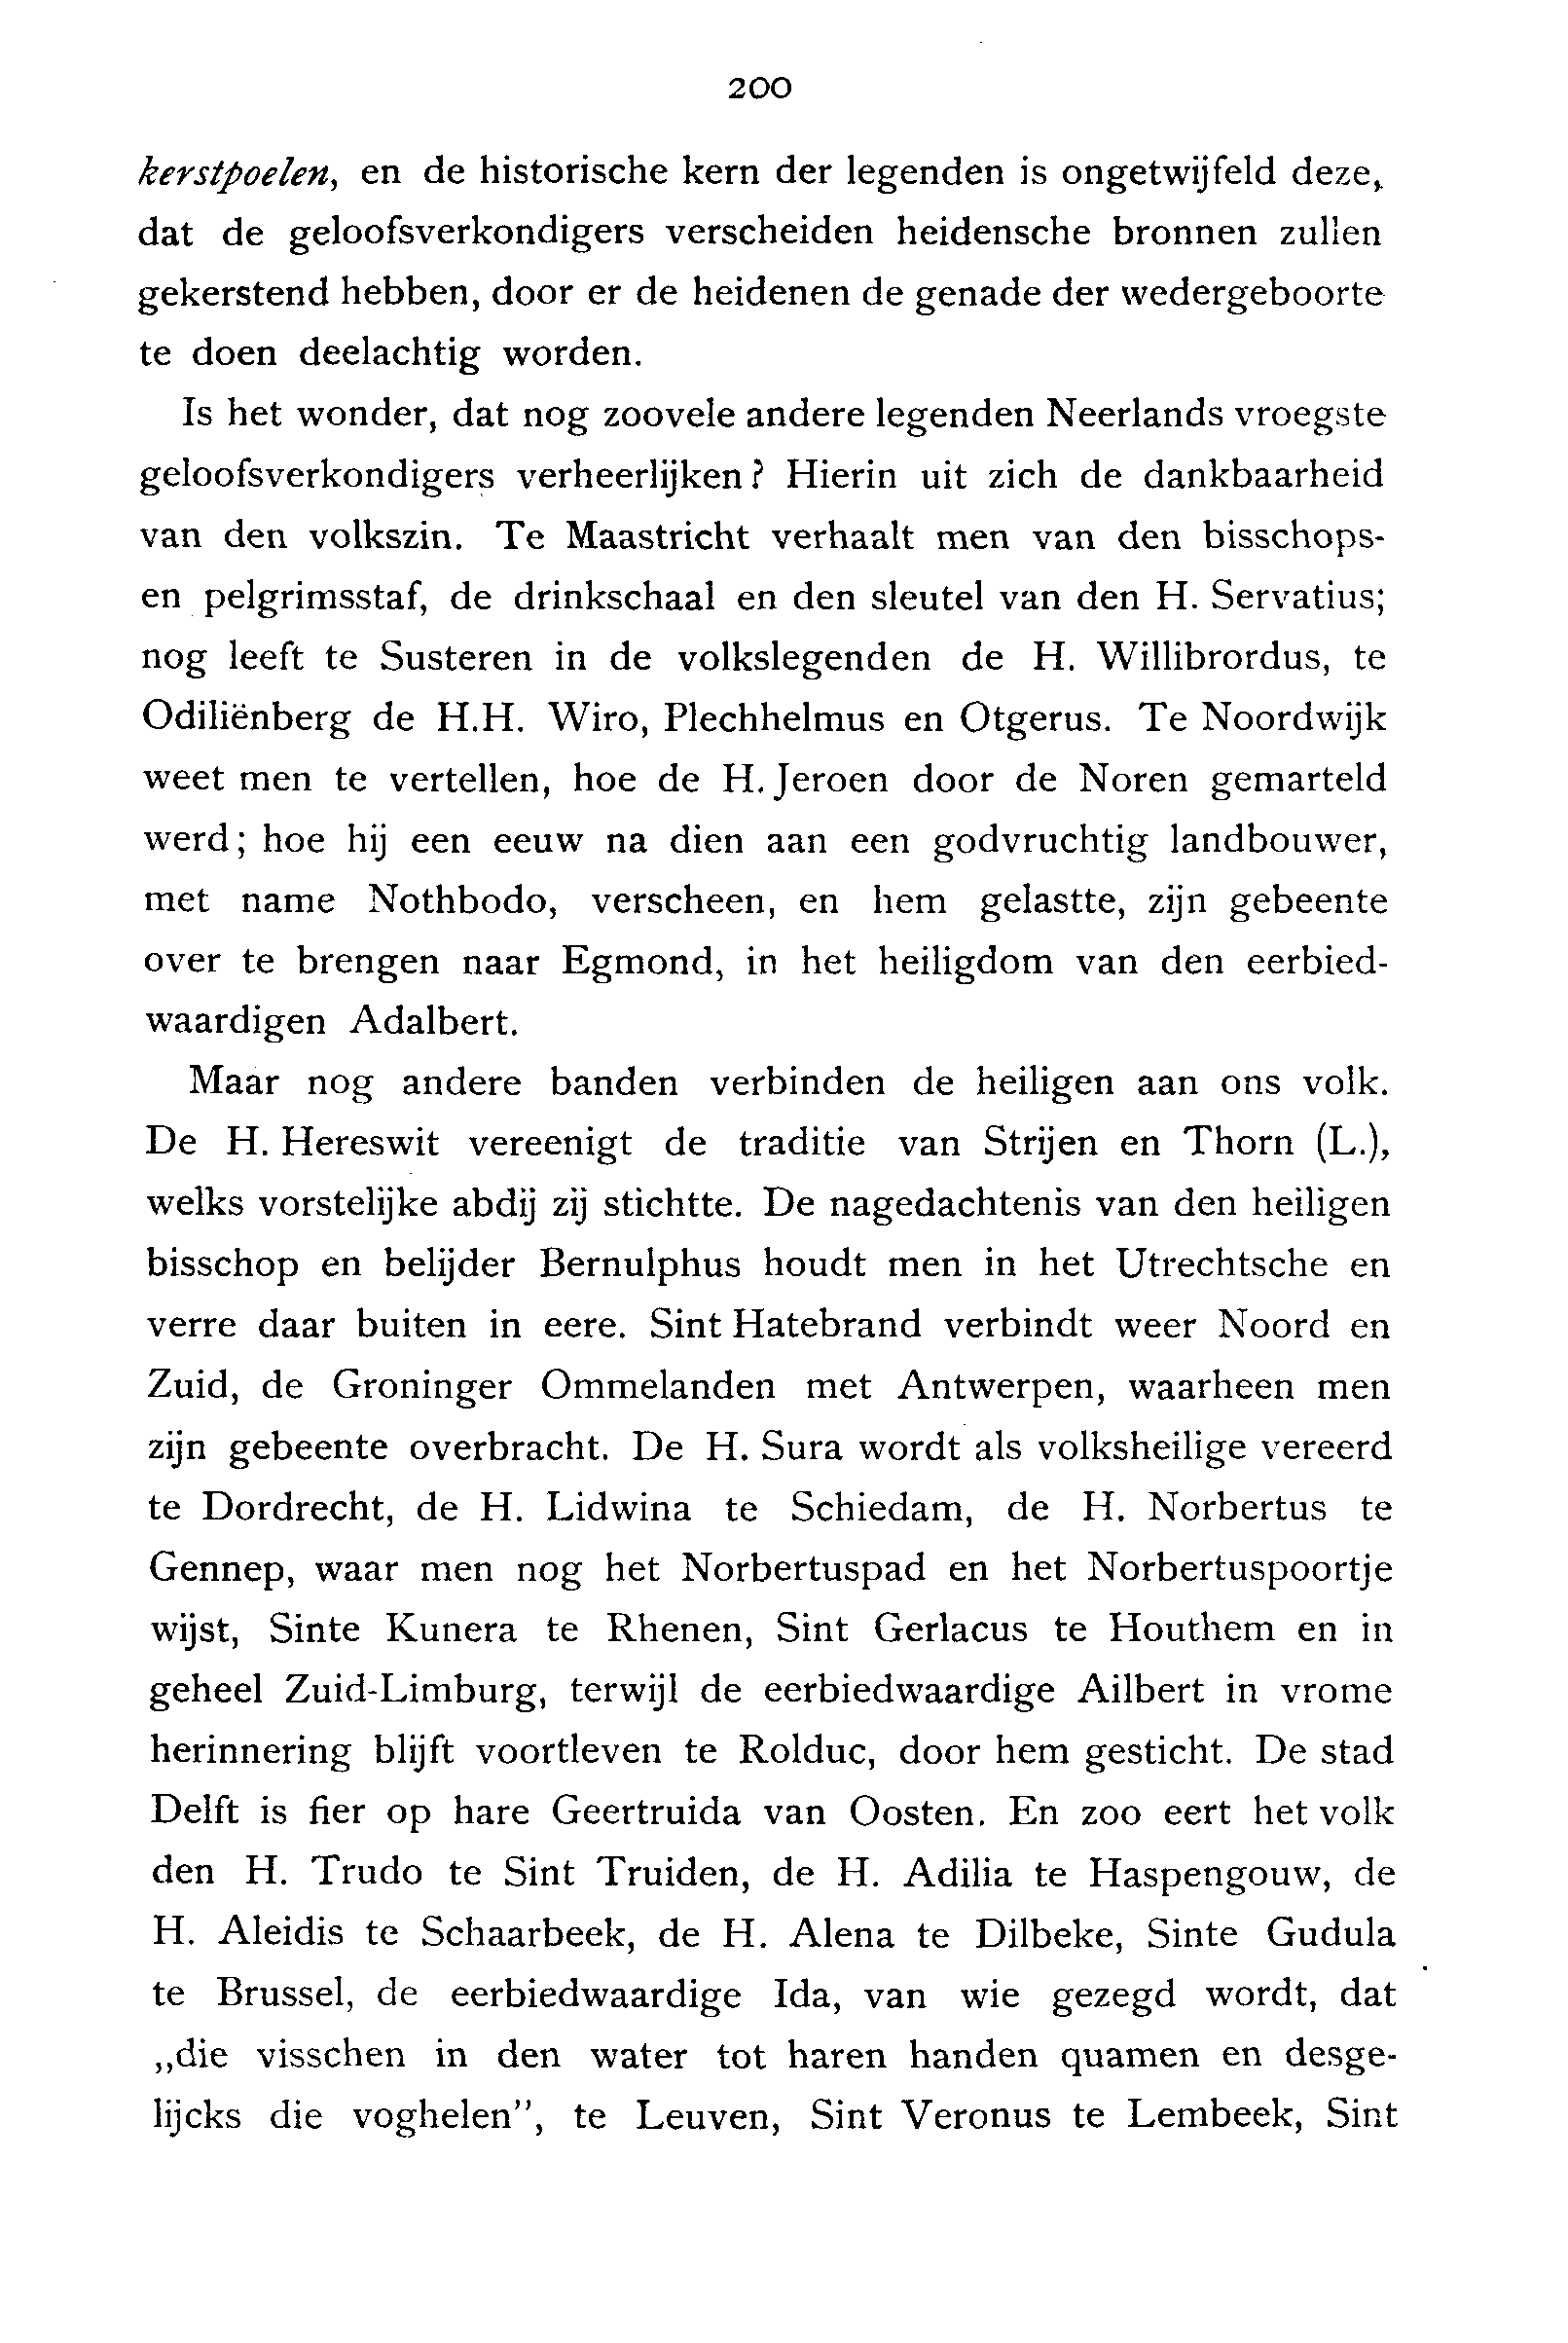 200
kerstpoelen, en de historische kern der legenden is ongetwijfeld deze,
dat de geloofsverkondigers verscheiden heidensche bronnen zullen
gekerstend hebben, door er de heidenen de genade der wedergeboorte
te doen deelachtig worden.
Is het wonder, dat nog zoovele andere legenden Neerlands vroegste
geloofsverkondigers verheerlijken? Hierin uit zich de dankbaarheid
van den volkszin. Te Maastricht verhaalt men van den bisschops-
en pelgrimsstaf, de drinkschaal en den sleutel van den H. Servatius;
nog leeft te Susteren in de volkslegenden de H. Willibrordus, te
Odiliënberg de H.H. Wiro, Plechhelmus en Otgerus. Te Noordwijk
weet men te vertellen, hoe de H. Jeroen door de Noren gemarteld
werd; hoe hij een eeuw na dien aan een godvruchtig landbouwer,
met name Nothbodo, verscheen, en hem gelastte, zijn gebeente
over te brengen naar Egmond, in het heiligdom van den eerbied-
waardigen Adalbert.
Maar nog andere banden verbinden de heiligen aan ons volk.
De H. Hereswit vereenigt de traditie van Strijen en Thorn (L.),
welks vorstelijke abdij zij stichtte. De nagedachtenis van den heiligen
bisschop en belijder Bernulphus houdt men in het Utrechtsche en
verre daar buiten in eere. Sint Hatebrand verbindt weer Noord en
Zuid, de Groninger Ommelanden met Antwerpen, waarheen men
zijn gebeente overbracht. De H. Sura wordt als volksheilige vereerd
te Dordrecht, de H. Lidwina te Schiedam, de H. Norbertus te
Gennep, waar men nog het Norbertuspad en het Norbertuspoortje
wijst, Sinte Kunera te Rhenen, Sint Gerlacus te Houthem en in
geheel Zuid-Limburg, terwijl de eerbiedwaardige Ailbert in vrome
herinnering blijft voortleven te Rolduc, door hem gesticht. De stad
Delft is fier op hare Geertruida van Oosten. En zoo eert het volk
den H. Trudo te Sint Truiden, de H. Adilia te Haspengouw, de
H. Aleidis te Schaarbeek, de H. Alena te Dilbeke, Sinte Gudula
te Brussel, de eerbiedwaardige Ida, van wie gezegd wordt, dat
„die visschen in den water tot haren handen quamen en desge-
lijcks die voghelen”, te Leuven, Sint Veronus te Lembeek, Sint